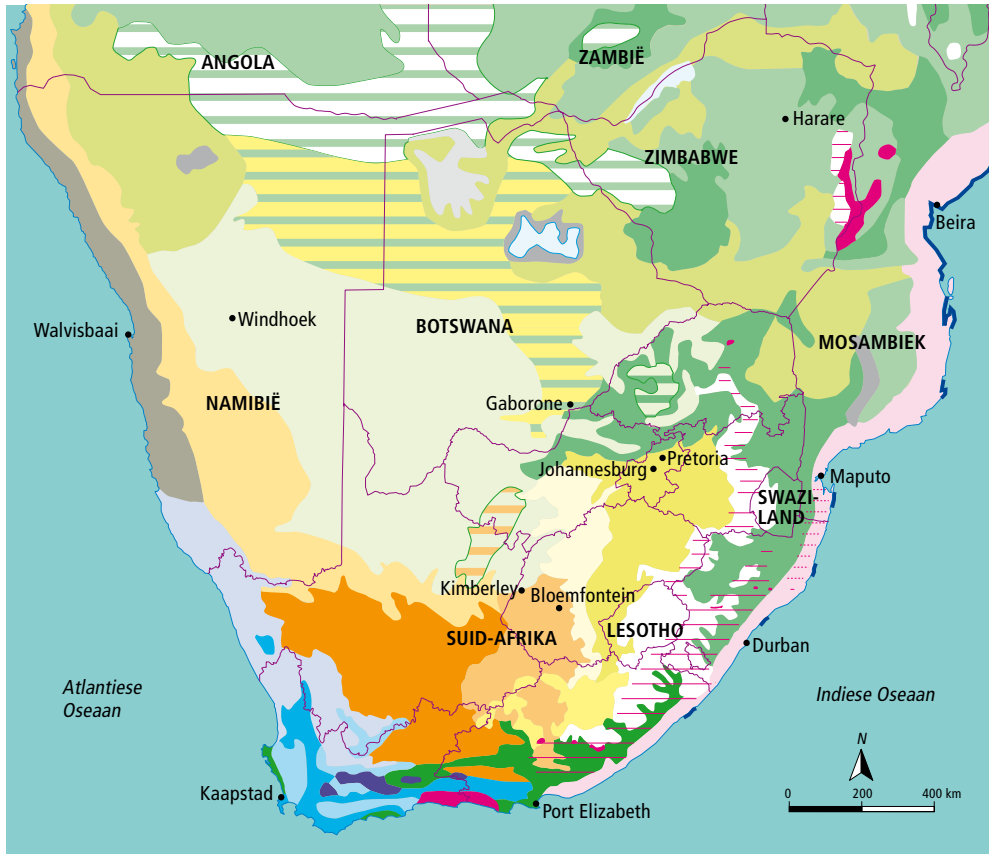 ANGOLA
ZAMBIË
Harare
ZIMBABWE
Beira
Windhoek
Walvisbaai
BOTSWANA
MOSAMBIEK
NAMIBIË
Gaborone
Pretoria
Johannesburg
Maputo
SWAZI-
LAND
Kimberley
Bloemfontein
SUID-AFRIKA
LESOTHO
Durban
Atlantiese
Oseaan
Indiese Oseaan
N
Kaapstad
Port Elizabeth
0 200 400 km